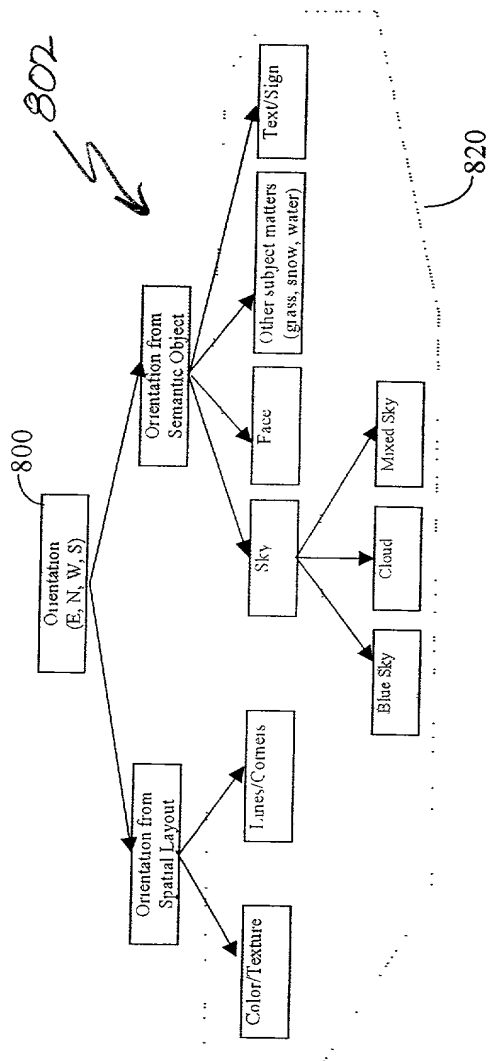 802
800
Orientation
(E, N, W, S)
Orientation from
Spatial Layout
Orientation from
Semantic Object
Color/Texture
Lines/Corners
Sky
Face
Other subject matters
(grass, snow, water)
Text/Sign
Blue Sky
Cloud
Mixed Sky
820